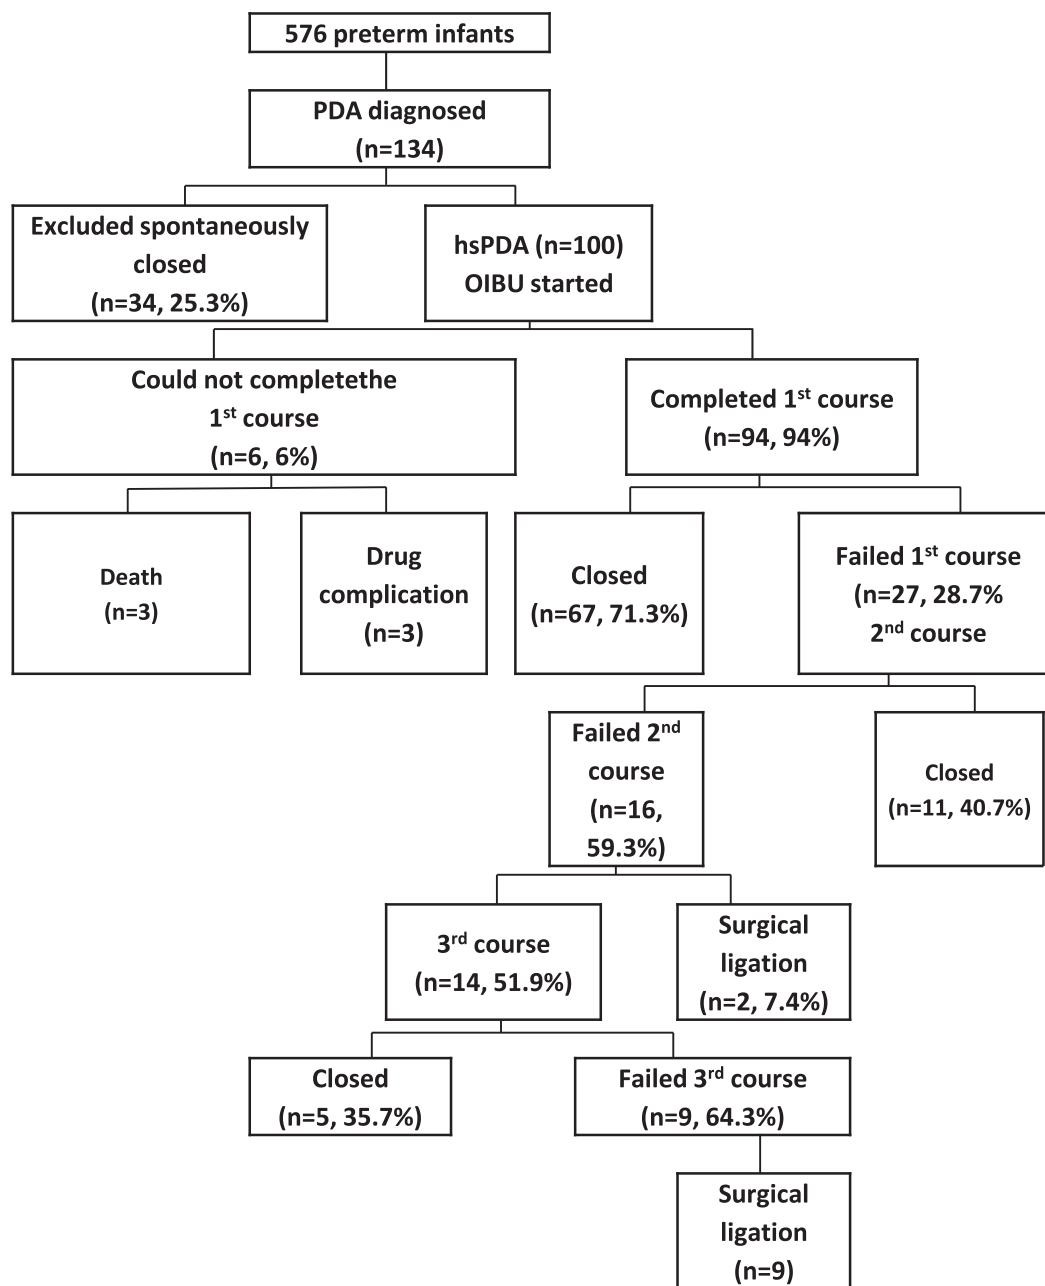 576 preterm infants
PDA diagnosed
(n=134)
Excluded spontaneously
closed
(n=34, 25.3%)
hsPDA (n=100)
OIBU started
Could not completethe
1st course
(n=6, 6%)
Completed 1st course
(n=94, 94%)
Death
(n=3)
Drug
complication
(n=3)
Closed
(n=67, 71.3%)
Failed 1st course
(n=27, 28.7%
2nd course
Failed 2nd
course
(n=16,
59.3%)
Closed
(n=11, 40.7%)
3rd course
(n=14, 51.9%)
Surgical
ligation
(n=2, 7.4%)
Closed
(n=5, 35.7%)
Failed 3rd course
(n=9, 64.3%)
Surgical
ligation
(n=9)